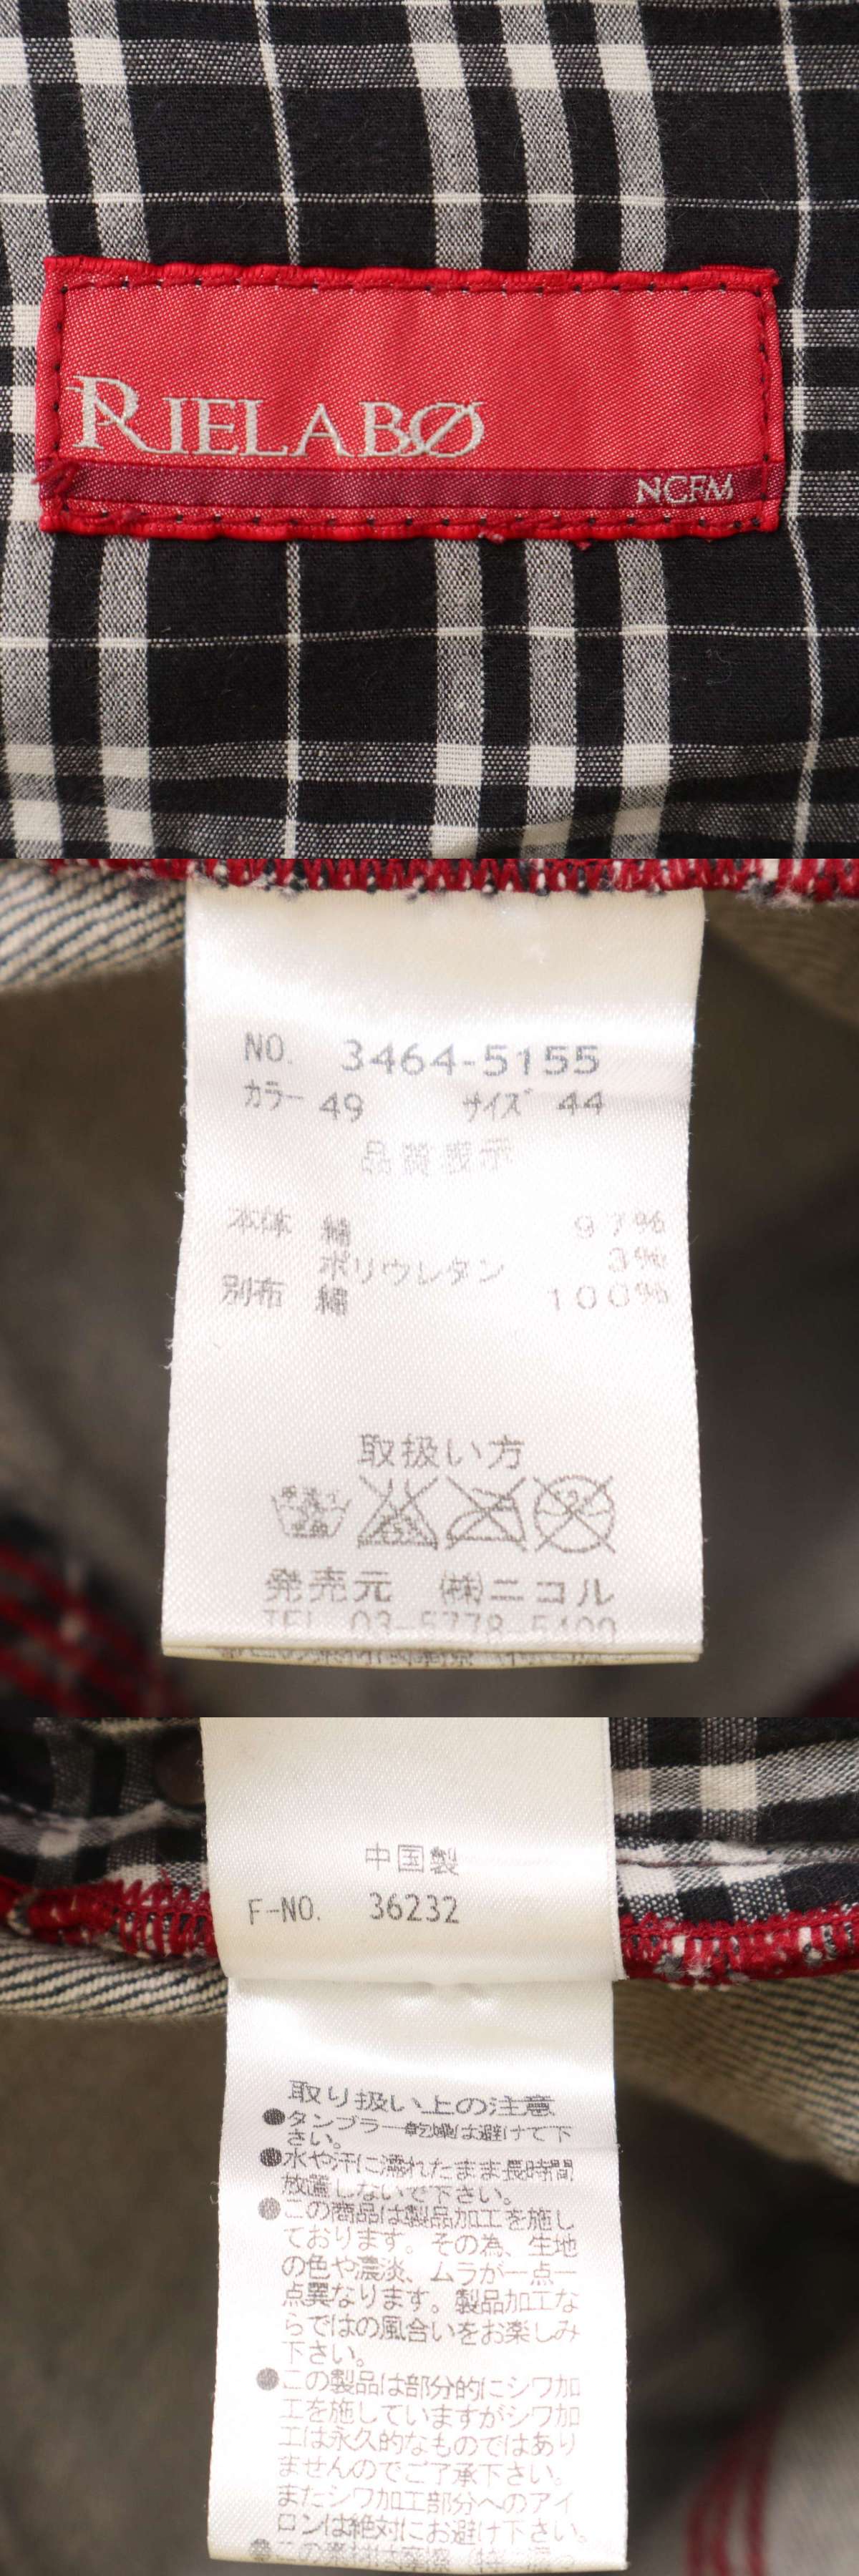 RIELABØ
NCFM
NO. 3464-5155
カラー 49 サイズ 44
品質表示
本体 綿 97%
ポリウレタン 3%
別布 綿 100%
取扱い方
発売元 ㈱ニコル
TEL 03-5778-5400
中国製
F-NO. 36232
取り扱い上の注意
●タンブラー乾燥は避けて下
さい。
●水や汗に濡れたまま長時間
放置しないで下さい。
●この商品は製品加工を施し
ております。その為、生地
の色や濃淡、ムラが一点一
点異なります。製品加工な
らではの風合いをお楽しみ
下さい。
●この製品は部分的にシワ加
工を施していますがシワ加
工は永久的なものではあり
ませんのでご了承下さい。
またシワ加工部分へのアイ
ロンは絶対にお避け下さい。